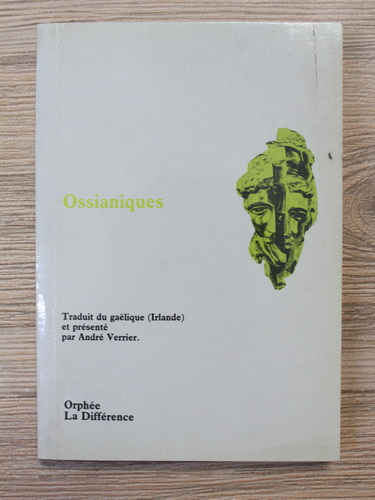 Ossianiques
Traduit du gaëlique (Irlande)
et présenté
par André Verrier.
Orphée
La Différence